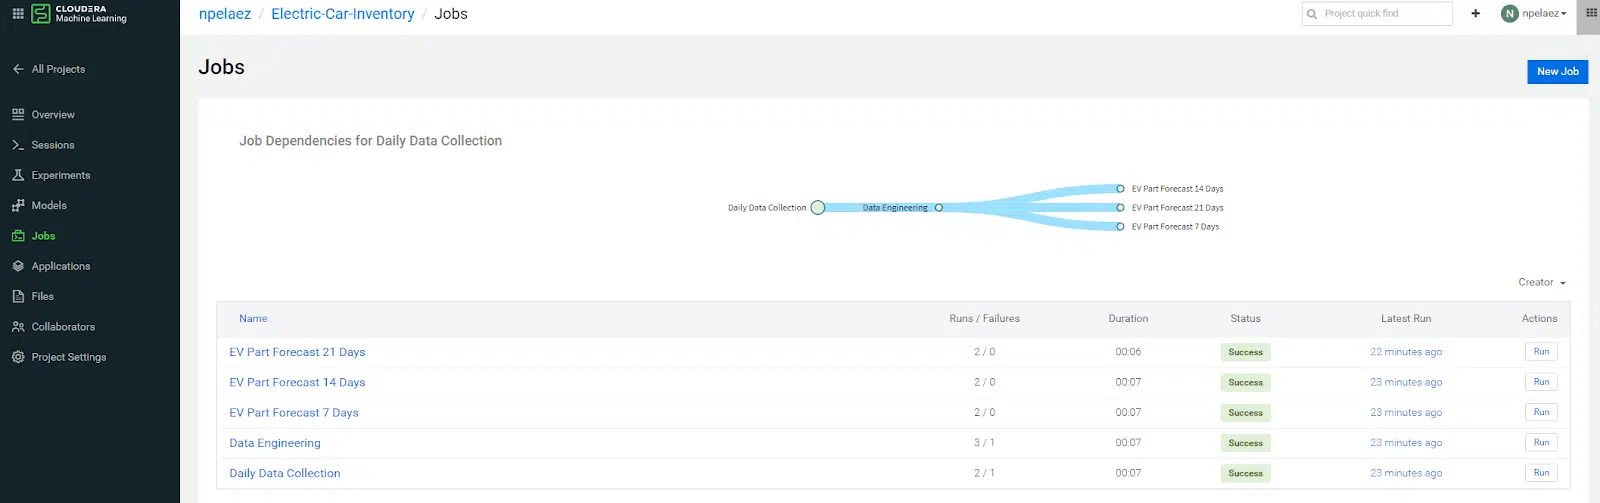 CLOUDERA
Machine Learning
npelaez / Electric-Car-Inventory / Jobs
Project quick find
+
N npelaez
All Projects
Jobs
New Job
Overview
Sessions
Experiments
Models
Jobs
Applications
Files
Collaborators
Project Settings
Job Dependencies for Daily Data Collection
EV Part Forecast 14 Days
Daily Data Collection Data Engineering EV Part Forecast 21 Days
EV Part Forecast 7 Days
Creator
Name Runs / Failures Duration Status Latest Run Actions
EV Part Forecast 21 Days 2 / 0 00:06 Success 22 minutes ago Run
EV Part Forecast 14 Days 2 / 0 00:07 Success 23 minutes ago Run
EV Part Forecast 7 Days 2 / 0 00:07 Success 23 minutes ago Run
Data Engineering 3 / 1 00:07 Success 23 minutes ago Run
Daily Data Collection 2 / 1 00:07 Success 23 minutes ago Run